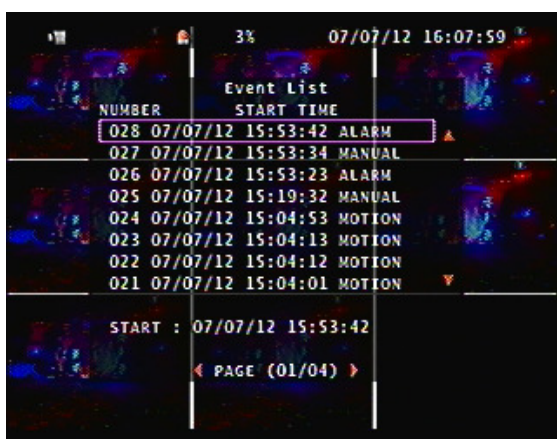 3% 07/07/12 16:07:59
Event List
NUMBER START TIME
028 07/07/12 15:53:42 ALARM
027 07/07/12 15:53:34 MANUAL
026 07/07/12 15:53:23 ALARM
025 07/07/12 15:19:32 MANUAL
024 07/07/12 15:04:53 MOTION
023 07/07/12 15:04:13 MOTION
022 07/07/12 15:04:12 MOTION
021 07/07/12 15:04:01 MOTION
START : 07/07/12 15:53:42
PAGE (01/04)